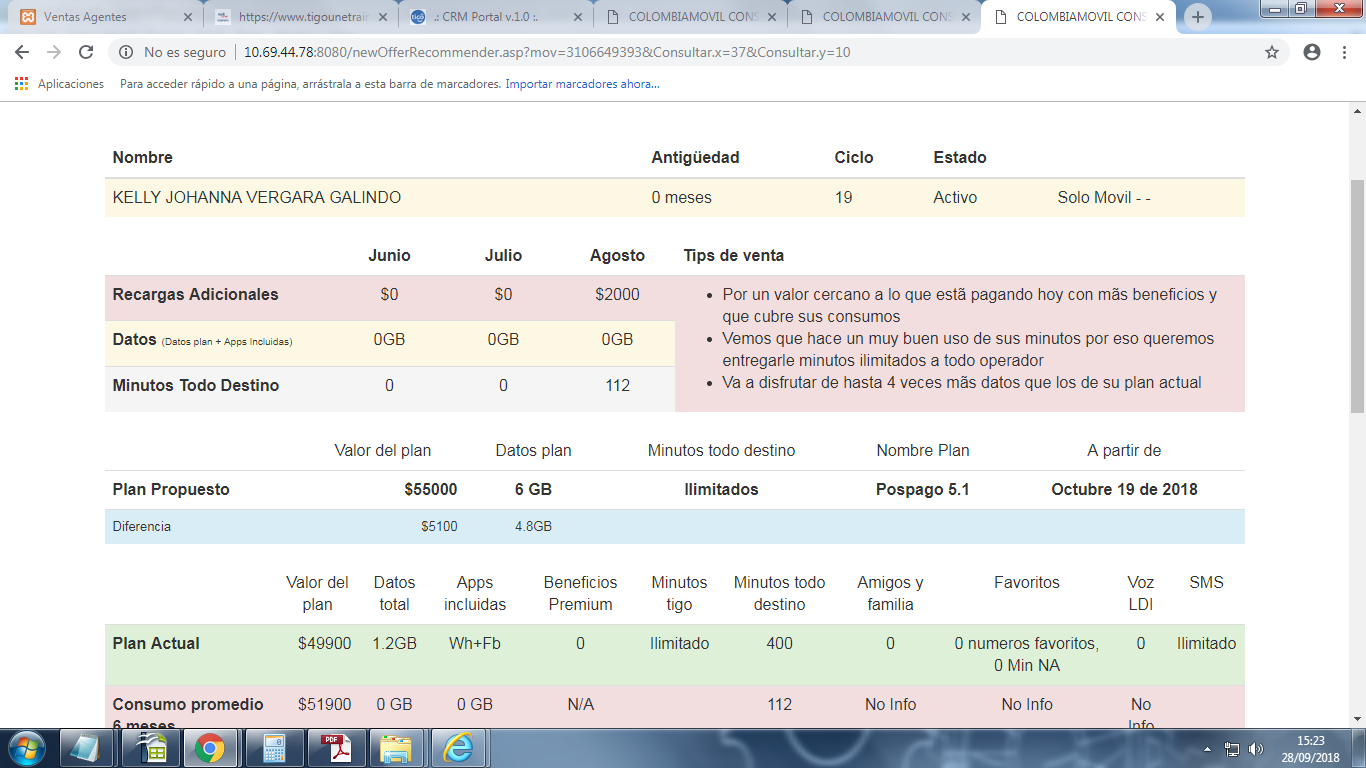 Ventas Agentes
https://www.tigounetrain
.: CRM Portal v.1.0 :.
COLOMBIAMOVIL CONS
COLOMBIAMOVIL CONS
COLOMBIAMOVIL CONS
No es seguro
10.69.44.78:8080/newOfferRecommender.asp?mov=3106649393&Consultar.x=37&Consultar.y=10
Aplicaciones
Para acceder rápido a una página, arrástrala a esta barra de marcadores. Importar marcadores ahora...
Nombre Antigüedad Ciclo Estado
KELLY JOHANNA VERGARA GALINDO 0 meses 19 Activo Solo Movil - -
Junio Julio Agosto Tips de venta
Recargas Adicionales $0 $0 $2000
Datos (Datos plan + Apps Incluidas) 0GB 0GB 0GB
Minutos Todo Destino 0 0 112
• Por un valor cercano a lo que estã pagando hoy con mãs beneficios y
que cubre sus consumos
• Vemos que hace un muy buen uso de sus minutos por eso queremos
entregarle minutos ilimitados a todo operador
• Va a disfrutar de hasta 4 veces mãs datos que los de su plan actual
Valor del plan Datos plan Minutos todo destino Nombre Plan A partir de
Plan Propuesto $55000 6 GB Ilimitados Pospago 5.1 Octubre 19 de 2018
Diferencia $5100 4.8GB
Valor del Datos Apps Beneficios Minutos Minutos todo Amigos y Favoritos Voz SMS
plan total incluidas Premium tigo destino familia LDI
Plan Actual $49900 1.2GB Wh+Fb 0 Ilimitado 400 0 0 numeros favoritos, 0 Ilimitado
0 Min NA
Consumo promedio $51900 0 GB 0 GB N/A 112 No Info No Info No
6 meses Info
PDF
15:23
28/09/2018